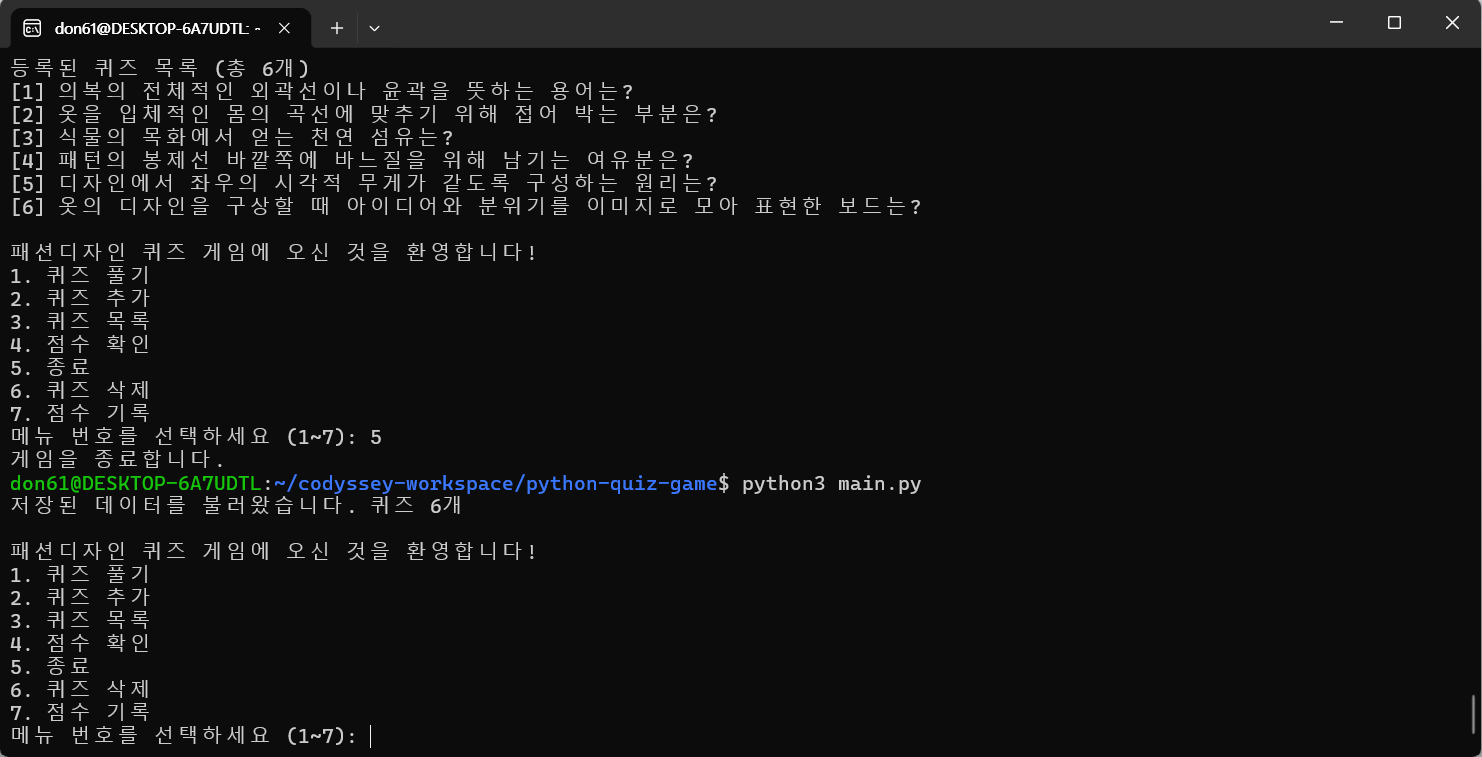 don61@DESKTOP-6A7UDTL: ~
등록된 퀴즈 목록 (총 6개)
[1] 의복의 전체적인 외곽선이나 윤곽을 뜻하는 용어는?
[2] 옷을 입체적인 몸의 곡선에 맞추기 위해 접어 박는 부분은?
[3] 식물의 목화에서 얻는 천연 섬유는?
[4] 패턴의 봉제선 바깥쪽에 바느질을 위해 남기는 여유분은?
[5] 디자인에서 좌우의 시각적 무게가 같도록 구성하는 원리는?
[6] 옷의 디자인을 구상할 때 아이디어와 분위기를 이미지로 모아 표현한 보드는?
패션디자인 퀴즈 게임에 오신 것을 환영합니다!
1. 퀴즈 풀기
2. 퀴즈 추가
3. 퀴즈 목록
4. 점수 확인
5. 종료
6. 퀴즈 삭제
7. 점수 기록
메뉴 번호를 선택하세요 (1~7): 5
게임을 종료합니다.
don61@DESKTOP-6A7UDTL:~/codyssey-workspace/python-quiz-game$ python3 main.py
저장된 데이터를 불러왔습니다. 퀴즈 6개
패션디자인 퀴즈 게임에 오신 것을 환영합니다!
1. 퀴즈 풀기
2. 퀴즈 추가
3. 퀴즈 목록
4. 점수 확인
5. 종료
6. 퀴즈 삭제
7. 점수 기록
메뉴 번호를 선택하세요 (1~7):